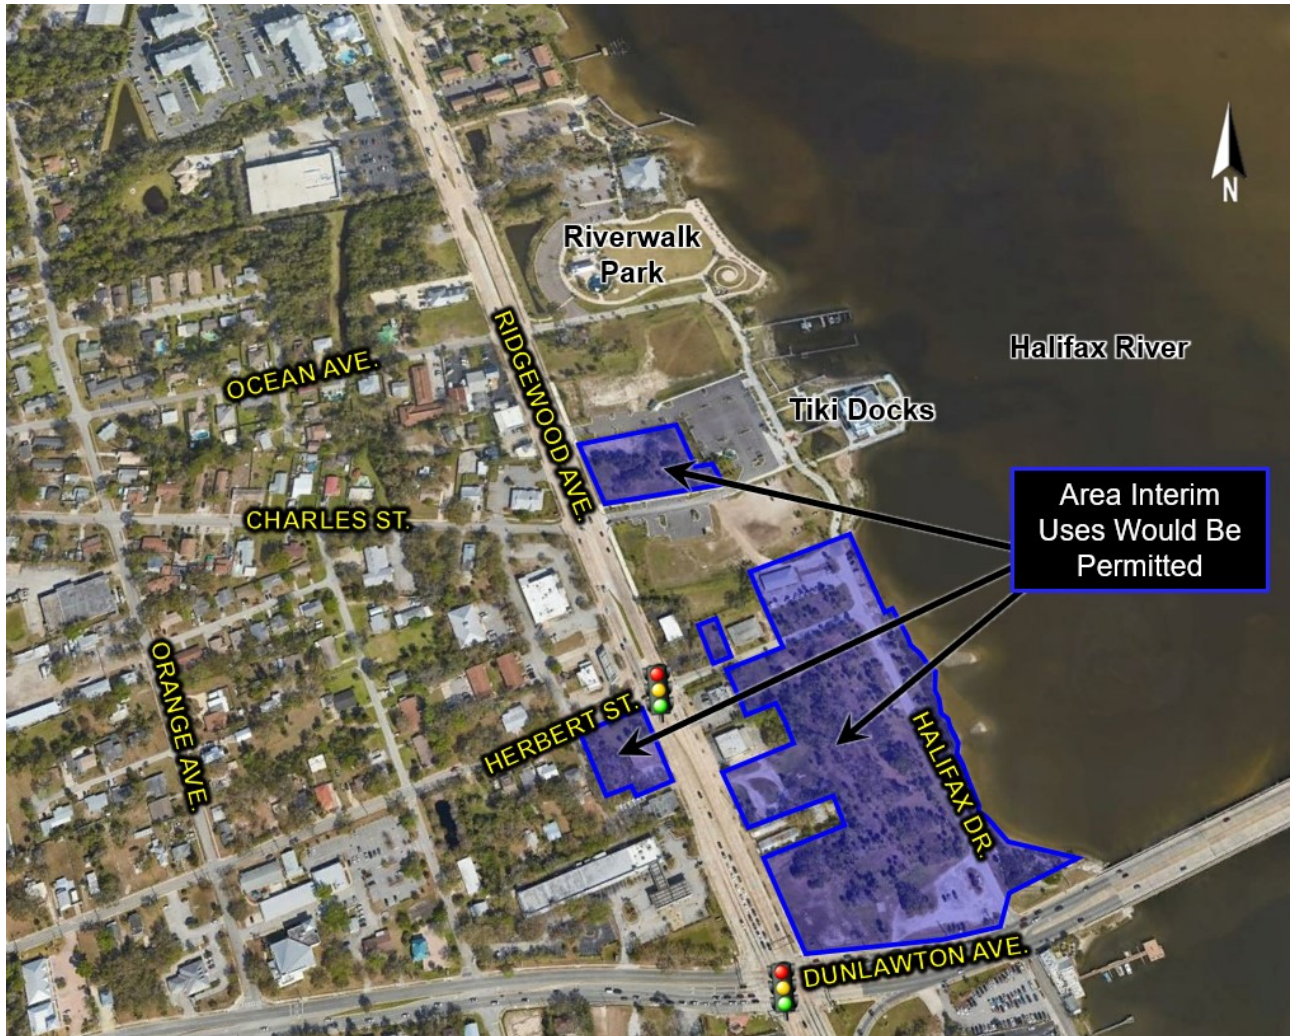 N
Riverwalk
Park
Halifax River
RIDGEWOOD AVE.
OCEAN AVE.
Tiki Docks
Area Interim
Uses Would Be
Permitted
CHARLES ST.
ORANGE AVE.
HERBERT ST.
HALIFAX DR.
DUNLAWTON AVE.